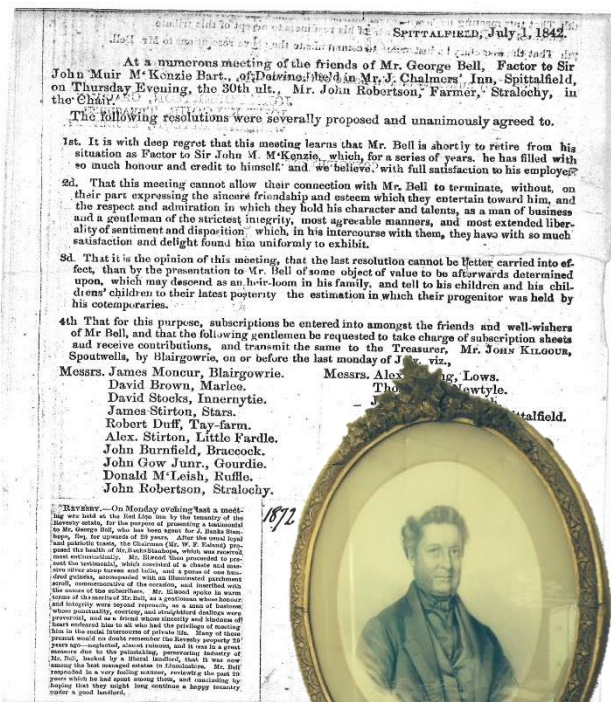 SPITTALFIELD, July 1, 1842.
At a numerous meeting of the friends of Mr. George Bell, Factor to Sir
John Muir M'Kenzie Bart., of Delvine, held in Mr. J. Chalmers' Inn, Spittalfield,
on Thursday Evening, the 30th ult., Mr. John Robertson, Farmer, Stralochy, in
the Chair.
The following resolutions were severally proposed and unanimously agreed to.
1st. It is with deep regret that this meeting learns that Mr. Bell is shortly to retire from his
situation as Factor to Sir John M. M'Kenzie, which, for a series of years, he has filled with
so much honour and credit to himself, and we believe, with full satisfaction to his employer.
2d. That this meeting cannot allow their connection with Mr. Bell to terminate, without, on
their part expressing the sincere friendship and esteem which they entertain toward him, and
the respect and admiration in which they hold his character and talents, as a man of business
and a gentleman of the strictest integrity, most agreeable manners, and most extended liber-
ality of sentiment and disposition which, in his intercourse with them, they have with so much
satisfaction and delight found him uniformly to exhibit.
3d. That it is the opinion of this meeting, that the last resolution cannot be better carried into ef-
fect, than by the presentation to Mr. Bell of some object of value to be afterwards determined
upon, which may descend as an heir-loom in his family, and tell to his children and his chil-
drens' children to their latest posterity the estimation in which their progenitor was held by
his cotemporaries.
4th That for this purpose, subscriptions be entered into amongst the friends and well-wishers
of Mr Bell, and that the following gentlemen be requested to take charge of subscription sheets
and receive contributions, and transmit the same to the Treasurer, Mr. JOHN KILGOUR,
Spoutwells, by Blairgowrie, on or before the last monday of viz.,
Messrs. James Moncur, Blairgowrie.
David Brown, Marlee.
David Stocks, Innernytie.
James Stirton, Stars.
Robert Duff, Tay-farm.
Alex. Stirton, Little Fardle.
John Burnfield, Braccock.
John Gow Junr., Gourdie.
Donald M'Leish, Ruffle.
John Robertson, Stralochy.
Messrs. Lows.
Spittalfield.
1872
REVESBY.—On Monday evening last a meet-
ing was held at the Red Lion Inn by the tenantry of the
Revesby estate, for the purpose of presenting a testimonial
to Mr. George Bell, who has been agent for J. Banks Stan-
hope, Esq. for upwards of 29 years. After the usual loyal
and patriotic toasts, the Chairman (Mr. W. F. ) pro-
posed the health of Mr. Banks Stanhope, which was received
most enthusiastically. Mr. Elwood then proceeded to pre-
sent the testimonial, which consisted of a chaste and mas-
sive silver soup tureen and ladle, and a purse of one hun-
dred guineas, accompanied with an illuminated parchment
scroll, commemorative of the occasion, and inscribed with
the names of the subscribers. Mr. Elwood spoke in warm
terms of the merits of Mr. Bell, as a gentleman whose honour
and integrity were beyond reproach, as a man of business
whose punctuality, courtesy, and straightford dealings were
proverbial, and as a friend whose sincerity and kindness of
heart endeared him to all who had the privilege of meeting
him in the social intercourse of private life. Many of those
present would no doubt remember the Revesby property 29
years ago—neglected, almost ruinous, and it was in a great
measure due to the painstaking, persevering industry of
Mr. Bell, backed by a liberal landlord, that it was now
among the best managed estates in Lincolnshire. Mr. Bell
responded in a very feeling manner, reviewing the past 29
years which he had spent among them, and concluding by
hoping that they might long continue a happy tenantry
under a good landlord.